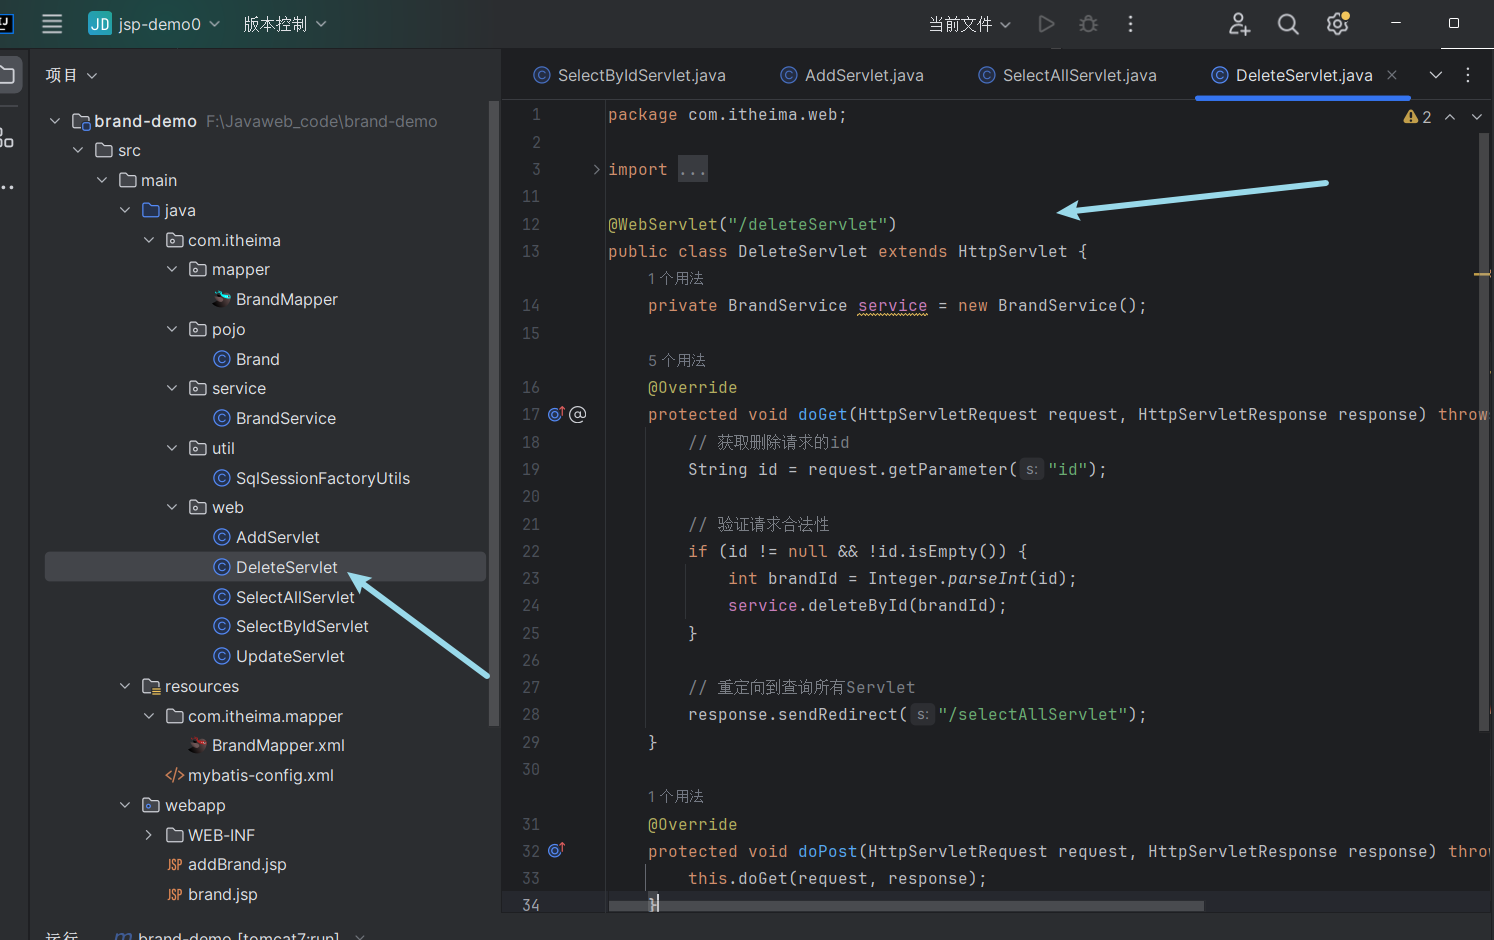 JD jsp-demo0 版本控制 当前文件
项目
SelectByIdServlet.java AddServlet.java SelectAllServlet.java DeleteServlet.java
brand-demo F:\Javaweb_code\brand-demo
src
main
java
com.itheima
mapper
BrandMapper
pojo
Brand
service
BrandService
util
SqlSessionFactoryUtils
web
AddServlet
DeleteServlet
SelectAllServlet
SelectByIdServlet
UpdateServlet
resources
com.itheima.mapper
BrandMapper.xml
mybatis-config.xml
webapp
WEB-INF
JSP addBrand.jsp
JSP brand.jsp
2
1 package com.itheima.web;
2
3 import ...
11
12 @WebServlet("/deleteServlet")
13 public class DeleteServlet extends HttpServlet {
1 个用法
14 private BrandService service = new BrandService();
15
5 个用法
16 @Override
17 protected void doGet(HttpServletRequest request, HttpServletResponse response) throws
18 // 获取删除请求的id
19 String id = request.getParameter( s: "id");
20
21 // 验证请求合法性
22 if (id != null && !id.isEmpty()) {
23 int brandId = Integer.parseInt(id);
24 service.deleteById(brandId);
25 }
26
27 // 重定向到查询所有Servlet
28 response.sendRedirect( s: "/selectAllServlet");
29 }
30
1 个用法
31 @Override
32 protected void doPost(HttpServletRequest request, HttpServletResponse response) throw
33 this.doGet(request, response);
34 }
运行 brand-demo [tomcat7:run]